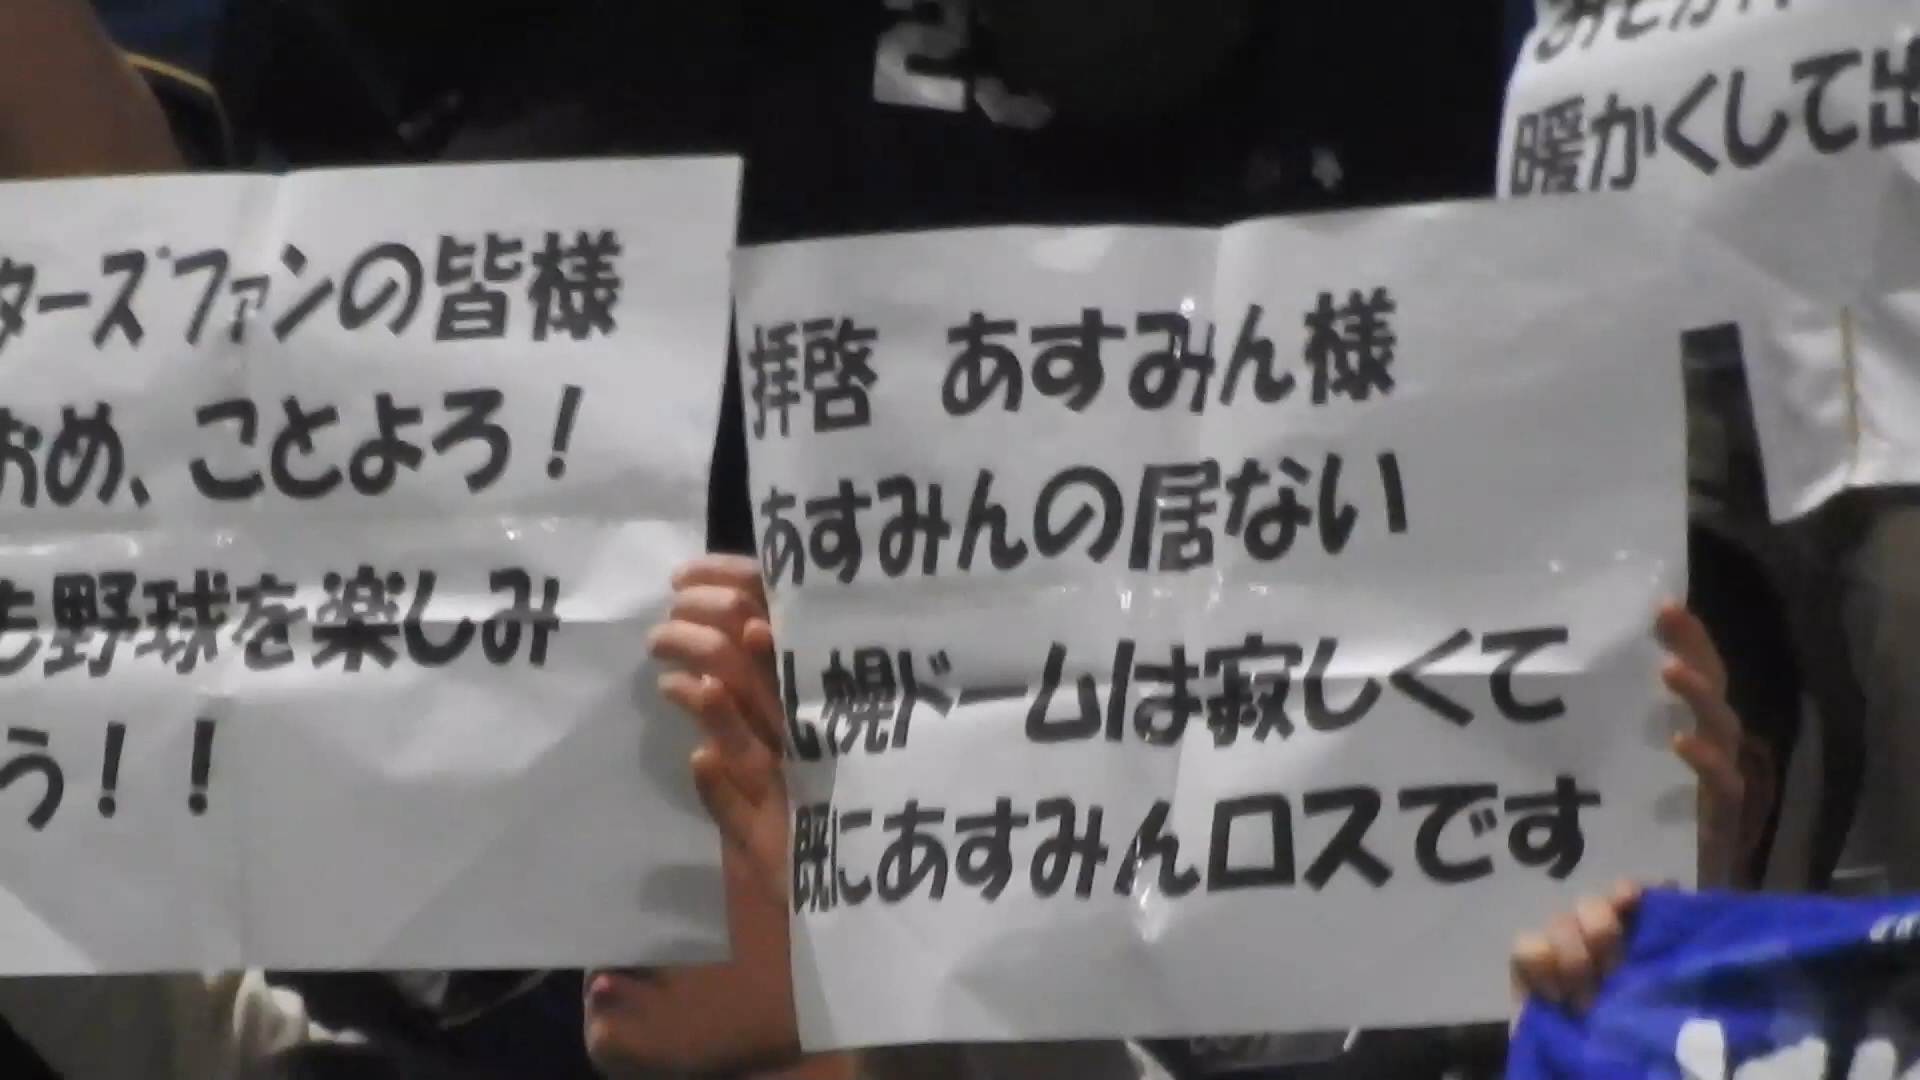 ターズファンの皆様
おめ、ことよろ！
も野球を楽しみ
う！！
拝啓 あすみん様
あすみんの居ない
札幌ドームは寂しくて
既にあすみんロスです
暖かくして出
2